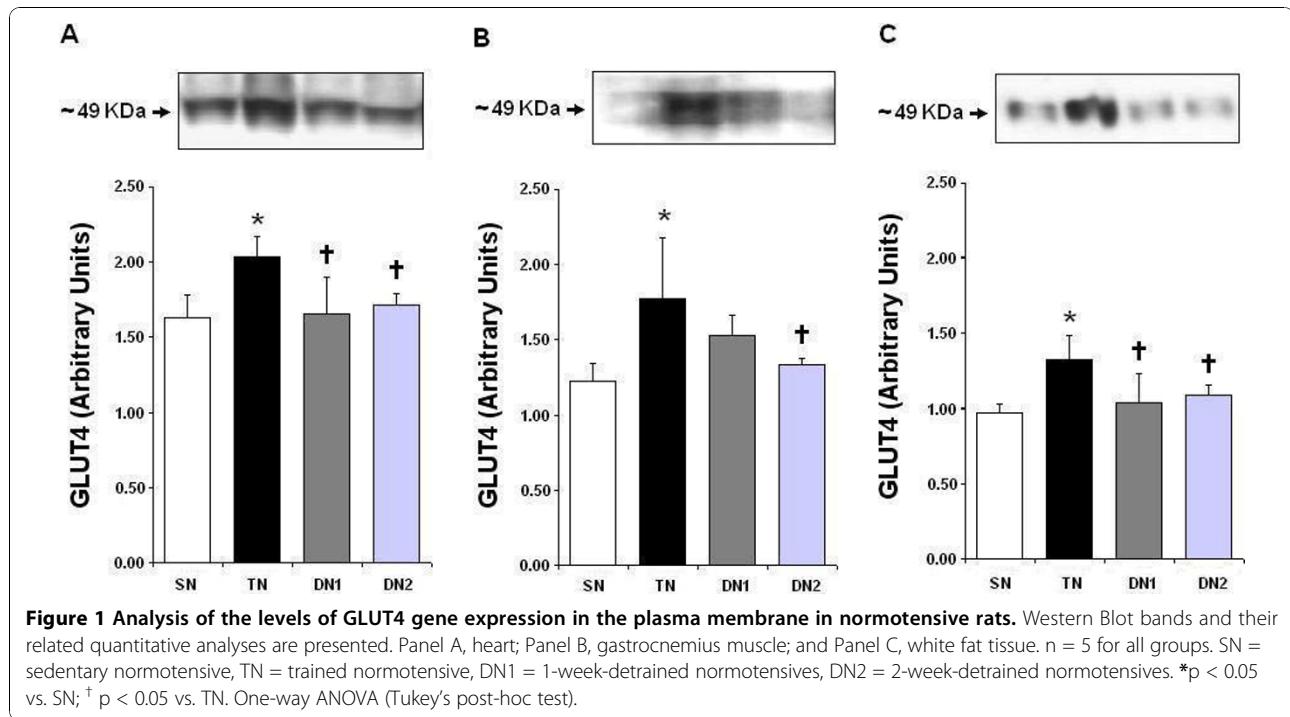 A
~49 KDa
GLUT4 (Arbitrary Units)
2.50
2.00
1.50
1.00
0.50
0.00
*
†
†
SN TN DN1 DN2
B
~49 KDa
GLUT4 (Arbitrary Units)
2.50
2.00
1.50
1.00
0.50
0.00
*
†
SN TN DN1 DN2
C
~49 KDa
GLUT4 (Arbitrary Units)
2.50
2.00
1.50
1.00
0.50
0.00
*
†
†
SN TN DN1 DN2
Figure 1 Analysis of the levels of GLUT4 gene expression in the plasma membrane in normotensive rats. Western Blot bands and their
related quantitative analyses are presented. Panel A, heart; Panel B, gastrocnemius muscle; and Panel C, white fat tissue. n = 5 for all groups. SN =
sedentary normotensive, TN = trained normotensive, DN1 = 1-week-detrained normotensives, DN2 = 2-week-detrained normotensives. *p < 0.05
vs. SN; † p < 0.05 vs. TN. One-way ANOVA (Tukey's post-hoc test).